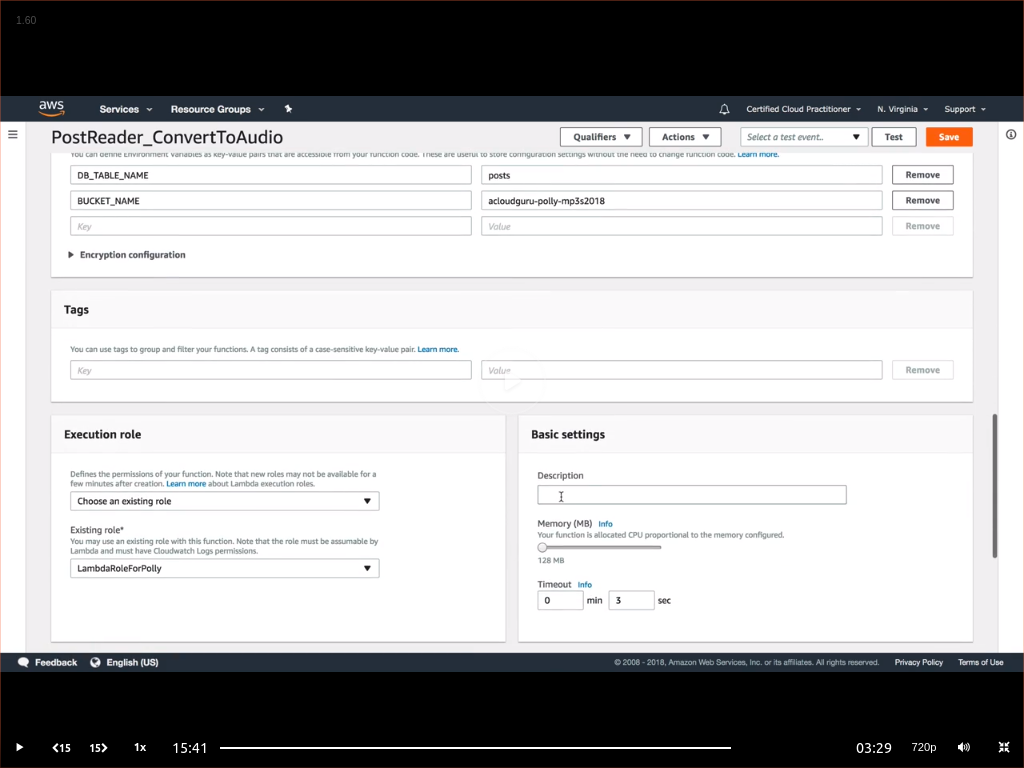 1.60
aws Services Resource Groups Certified Cloud Practitioner N. Virginia Support
PostReader_ConvertToAudio Qualifiers Actions Select a test event.. Test Save
You can define Environment Variables as key-value pairs that are accessible from your function code. These are useful to store configuration settings without the need to change function code. Learn more.
DB_TABLE_NAME posts Remove
BUCKET_NAME acloudguru-polly-mp3s2018 Remove
Key Value Remove
Encryption configuration
Tags
You can use tags to group and filter your functions. A tag consists of a case-sensitive key-value pair. Learn more.
Key Value Remove
Execution role
Defines the permissions of your function. Note that new roles may not be available for a
few minutes after creation. Learn more about Lambda execution roles.
Choose an existing role
Existing role*
You may use an existing role with this function. Note that the role must be assumable by
Lambda and must have Cloudwatch Logs permissions.
LambdaRoleForPolly
Basic settings
Description
Memory (MB) Info
Your function is allocated CPU proportional to the memory configured.
128 MB
Timeout Info
0 min 3 sec
Feedback English (US) © 2008 - 2018, Amazon Web Services, Inc. or its affiliates. All rights reserved. Privacy Policy Terms of Use
15 15 1x 15:41 03:29 720p